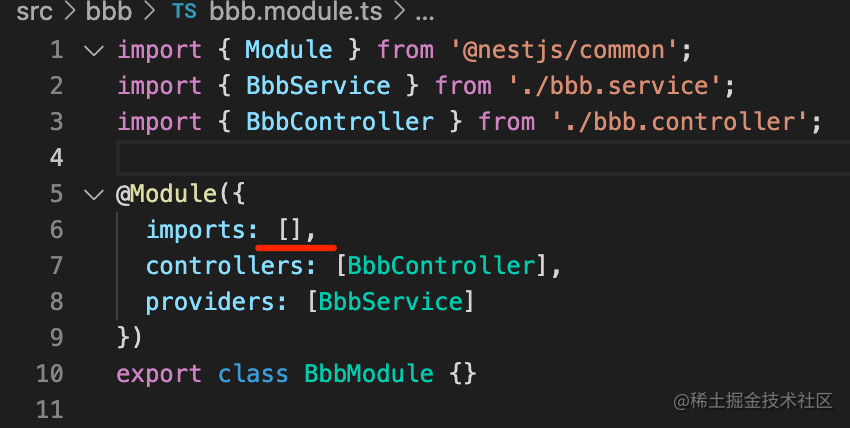 src > bbb > TS bbb.module.ts > ...
1 import { Module } from '@nestjs/common';
2 import { BbbService } from './bbb.service';
3 import { BbbController } from './bbb.controller';
4
5 @Module({
6 imports: [],
7 controllers: [BbbController],
8 providers: [BbbService]
9 })
10 export class BbbModule {}
11
@稀土掘金技术社区